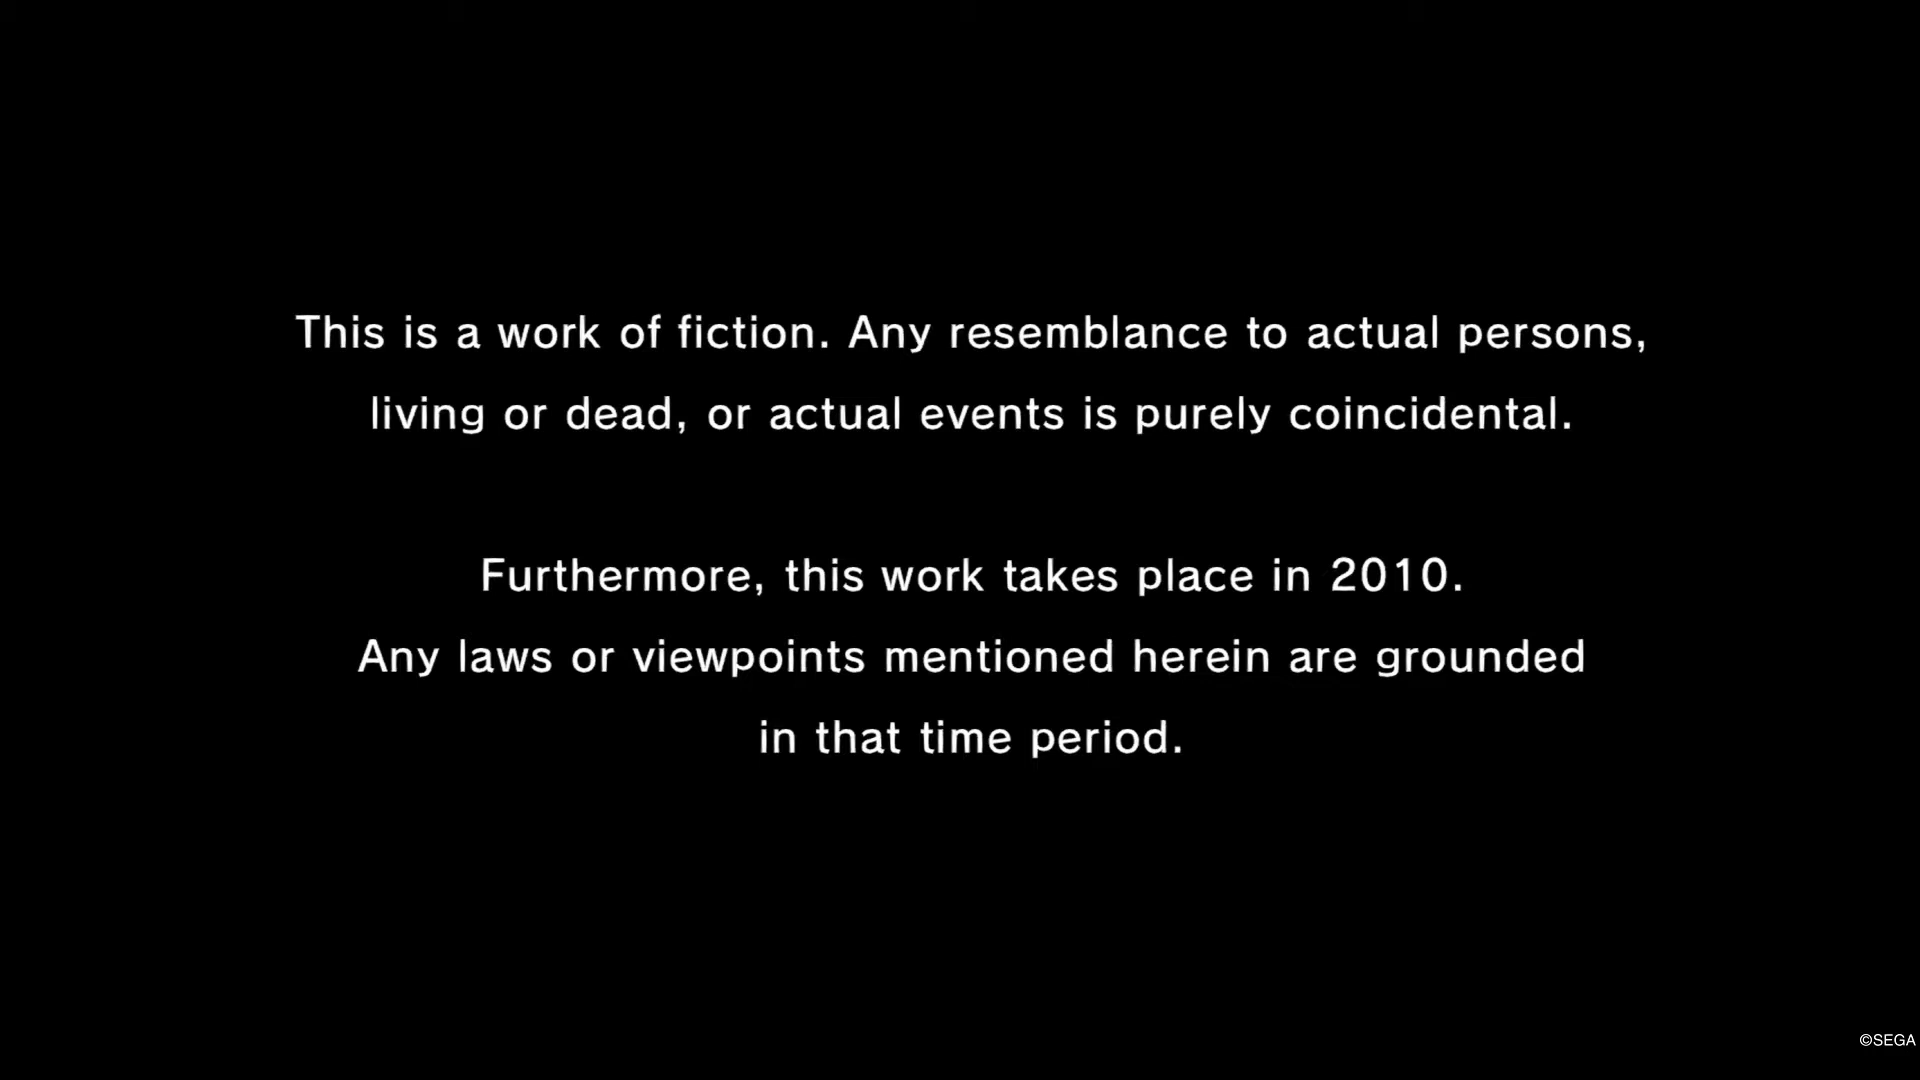 This is a work of fiction. Any resemblance to actual persons,
living or dead, or actual events is purely coincidental.
Furthermore, this work takes place in 2010.
Any laws or viewpoints mentioned herein are grounded
in that time period.
©SEGA